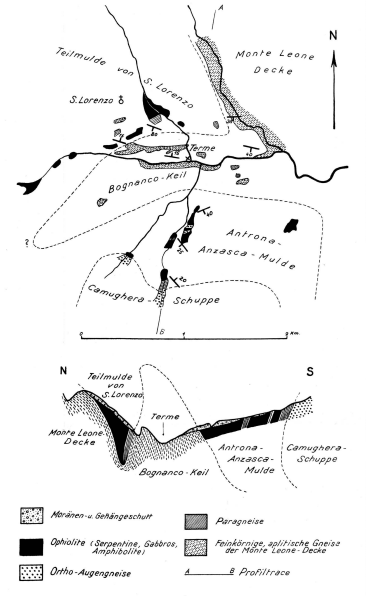 A
N
Teilmulde von S. Lorenzo
Monte Leone
Decke
S. Lorenzo
Terme
Bognanco-Keil
?
Antrona-
Anzasca-Mulde
Camughera Schuppe
B
0 1 2 Km.
N S
Teilmulde
von
S. Lorenzo
Terme
Monte Leone-
Decke
Bognanco-Keil
Antrona-
Anzasca-
Mulde
Camughera-
Schuppe
Moränen-u. Gehängeschutt
Paragneise
Ophiolite (Serpentine, Gabbros,
Amphibolite)
Feinkörnige, aplitische Gneise
der Monte Leone-Decke
Ortho-Augengneise
A B Profiltrace